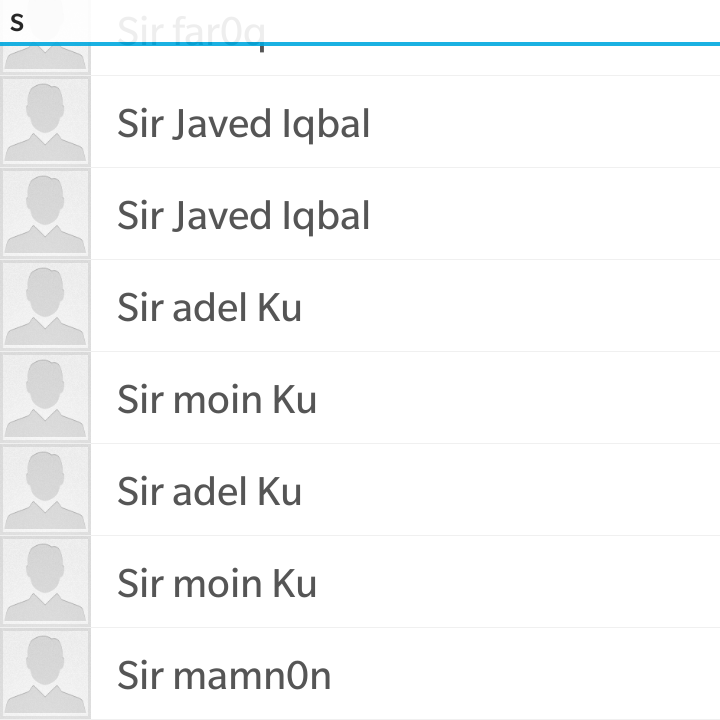 S
Sir far0q
Sir Javed Iqbal
Sir Javed Iqbal
Sir adel Ku
Sir moin Ku
Sir adel Ku
Sir moin Ku
Sir mamn0n